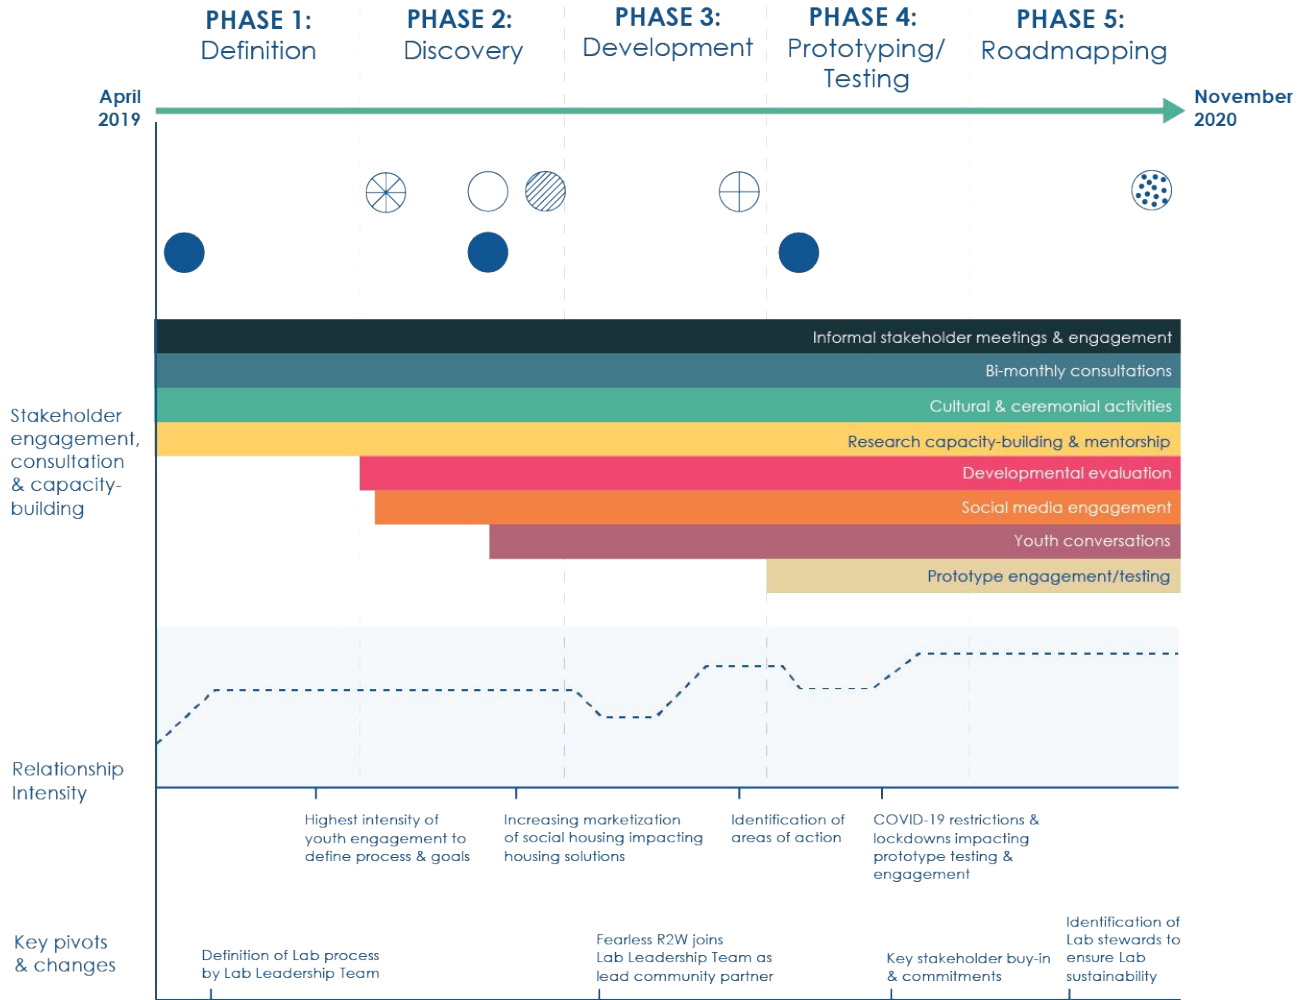 PHASE 1:
Definition
PHASE 2:
Discovery
PHASE 3:
Development
PHASE 4:
Prototyping/
Testing
PHASE 5:
Roadmapping
April
2019
November
2020
Stakeholder
engagement,
consultation
& capacity-
building
Informal stakeholder meetings & engagement
Bi-monthly consultations
Cultural & ceremonial activities
Research capacity-building & mentorship
Developmental evaluation
Social media engagement
Youth conversations
Prototype engagement/testing
Relationship
Intensity
Highest intensity of
youth engagement to
define process & goals
Increasing marketization
of social housing impacting
housing solutions
Identification of
areas of action
COVID-19 restrictions &
lockdowns impacting
prototype testing &
engagement
Key pivots
& changes
Definition of Lab process
by Lab Leadership Team
Fearless R2W joins
Lab Leadership Team as
lead community partner
Key stakeholder buy-in
& commitments
Identification of
Lab stewards to
ensure Lab
sustainability